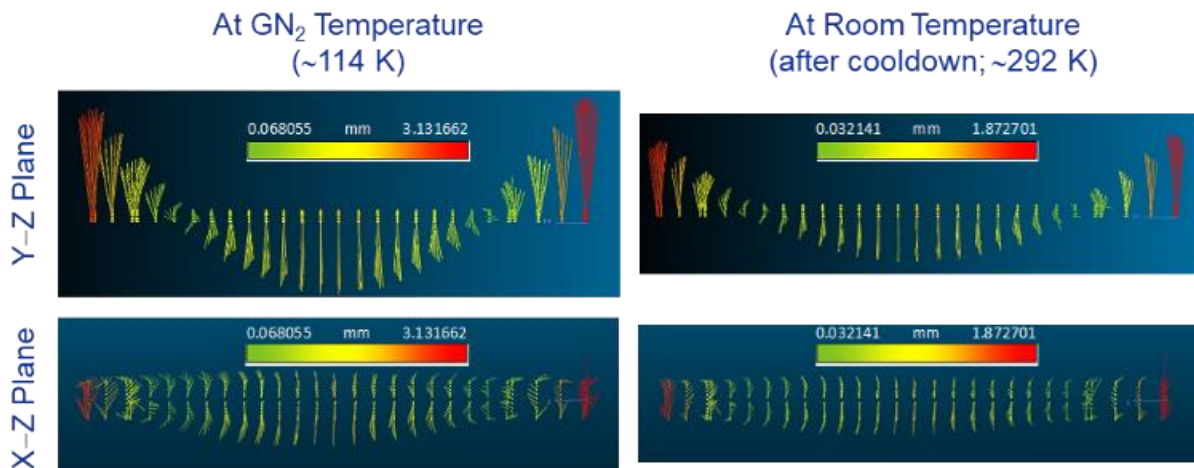 At GN₂ Temperature
(~114 K)
At Room Temperature
(after cooldown; ~292 K)
Y–Z Plane
0.068055 mm 3.131662
0.032141 mm 1.872701
X–Z Plane
0.068055 mm 3.131662
0.032141 mm 1.872701